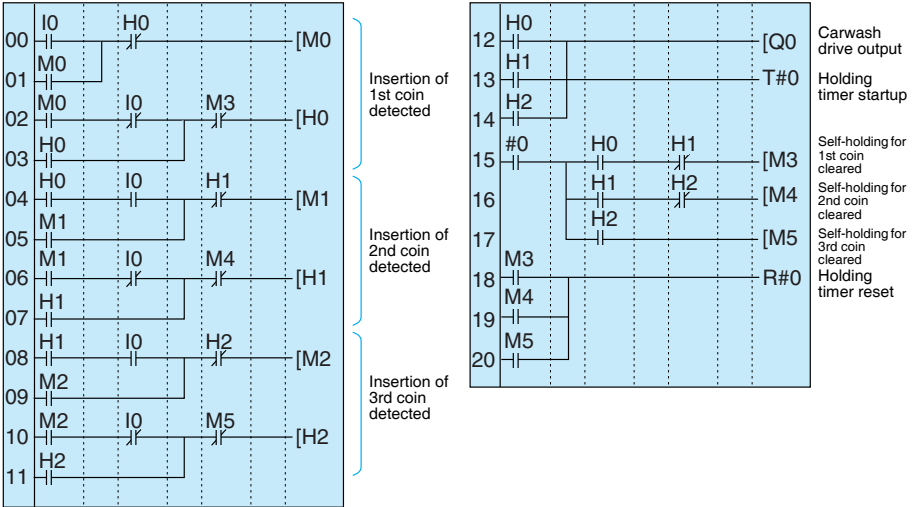 I0 H0
00 [M0
M0
01
M0 I0 M3
02 [H0
H0
03
H0 I0 H1
04 [M1
M1
05
M1 I0 M4
06 [H1
H1
07
H1 I0 H2
08 [M2
M2
09
M2 I0 M5
10 [H2
H2
11
Insertion of
1st coin
detected
Insertion of
2nd coin
detected
Insertion of
3rd coin
detected
H0
12 [Q0
H1
13 T#0
H2
14
#0 H0 H1
15 [M3
H1 H2
16 [M4
H2
17 [M5
M3
18 R#0
M4
19
M5
20
Carwash
drive output
Holding
timer startup
Self-holding for
1st coin
cleared
Self-holding for
2nd coin
cleared
Self-holding for
3rd coin
cleared
Holding
timer reset